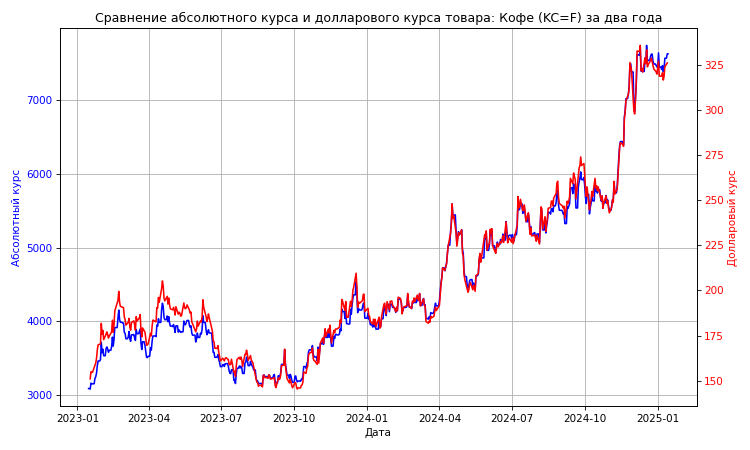 Сравнение абсолютного курса и долларового курса товара: Кофе (KC=F) за два года
Абсолютный курс
7000
6000
5000
4000
3000
325
300
275
250
225
200
175
150
Долларовый курс
2023-01 2023-04 2023-07 2023-10 2024-01 2024-04 2024-07 2024-10 2025-01
Дата